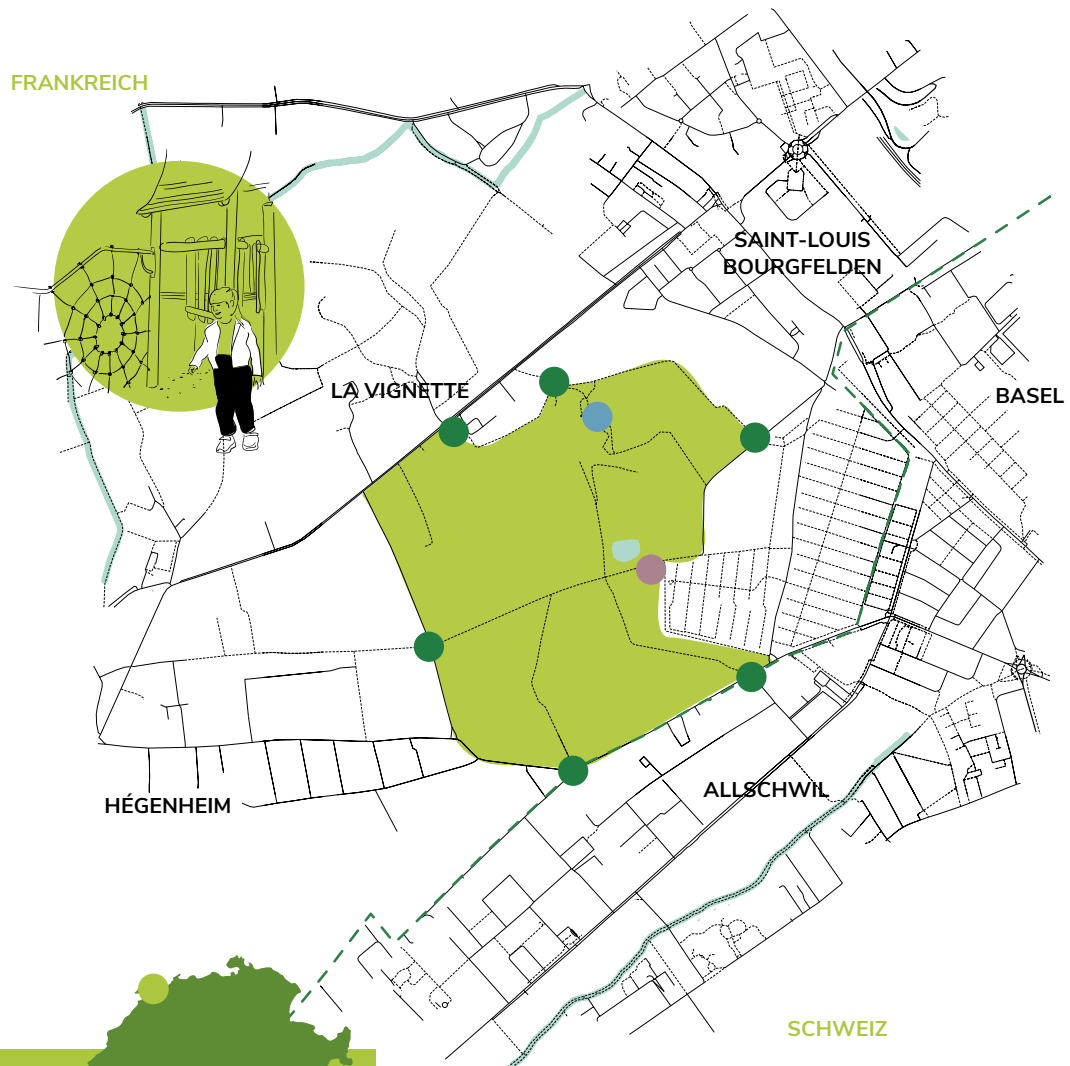 FRANKREICH
SAINT-LOUIS
BOURGFELDEN
LA VIGNETTE
BASEL
ALLSCHWIL
HÉGENHEIM
SCHWEIZ